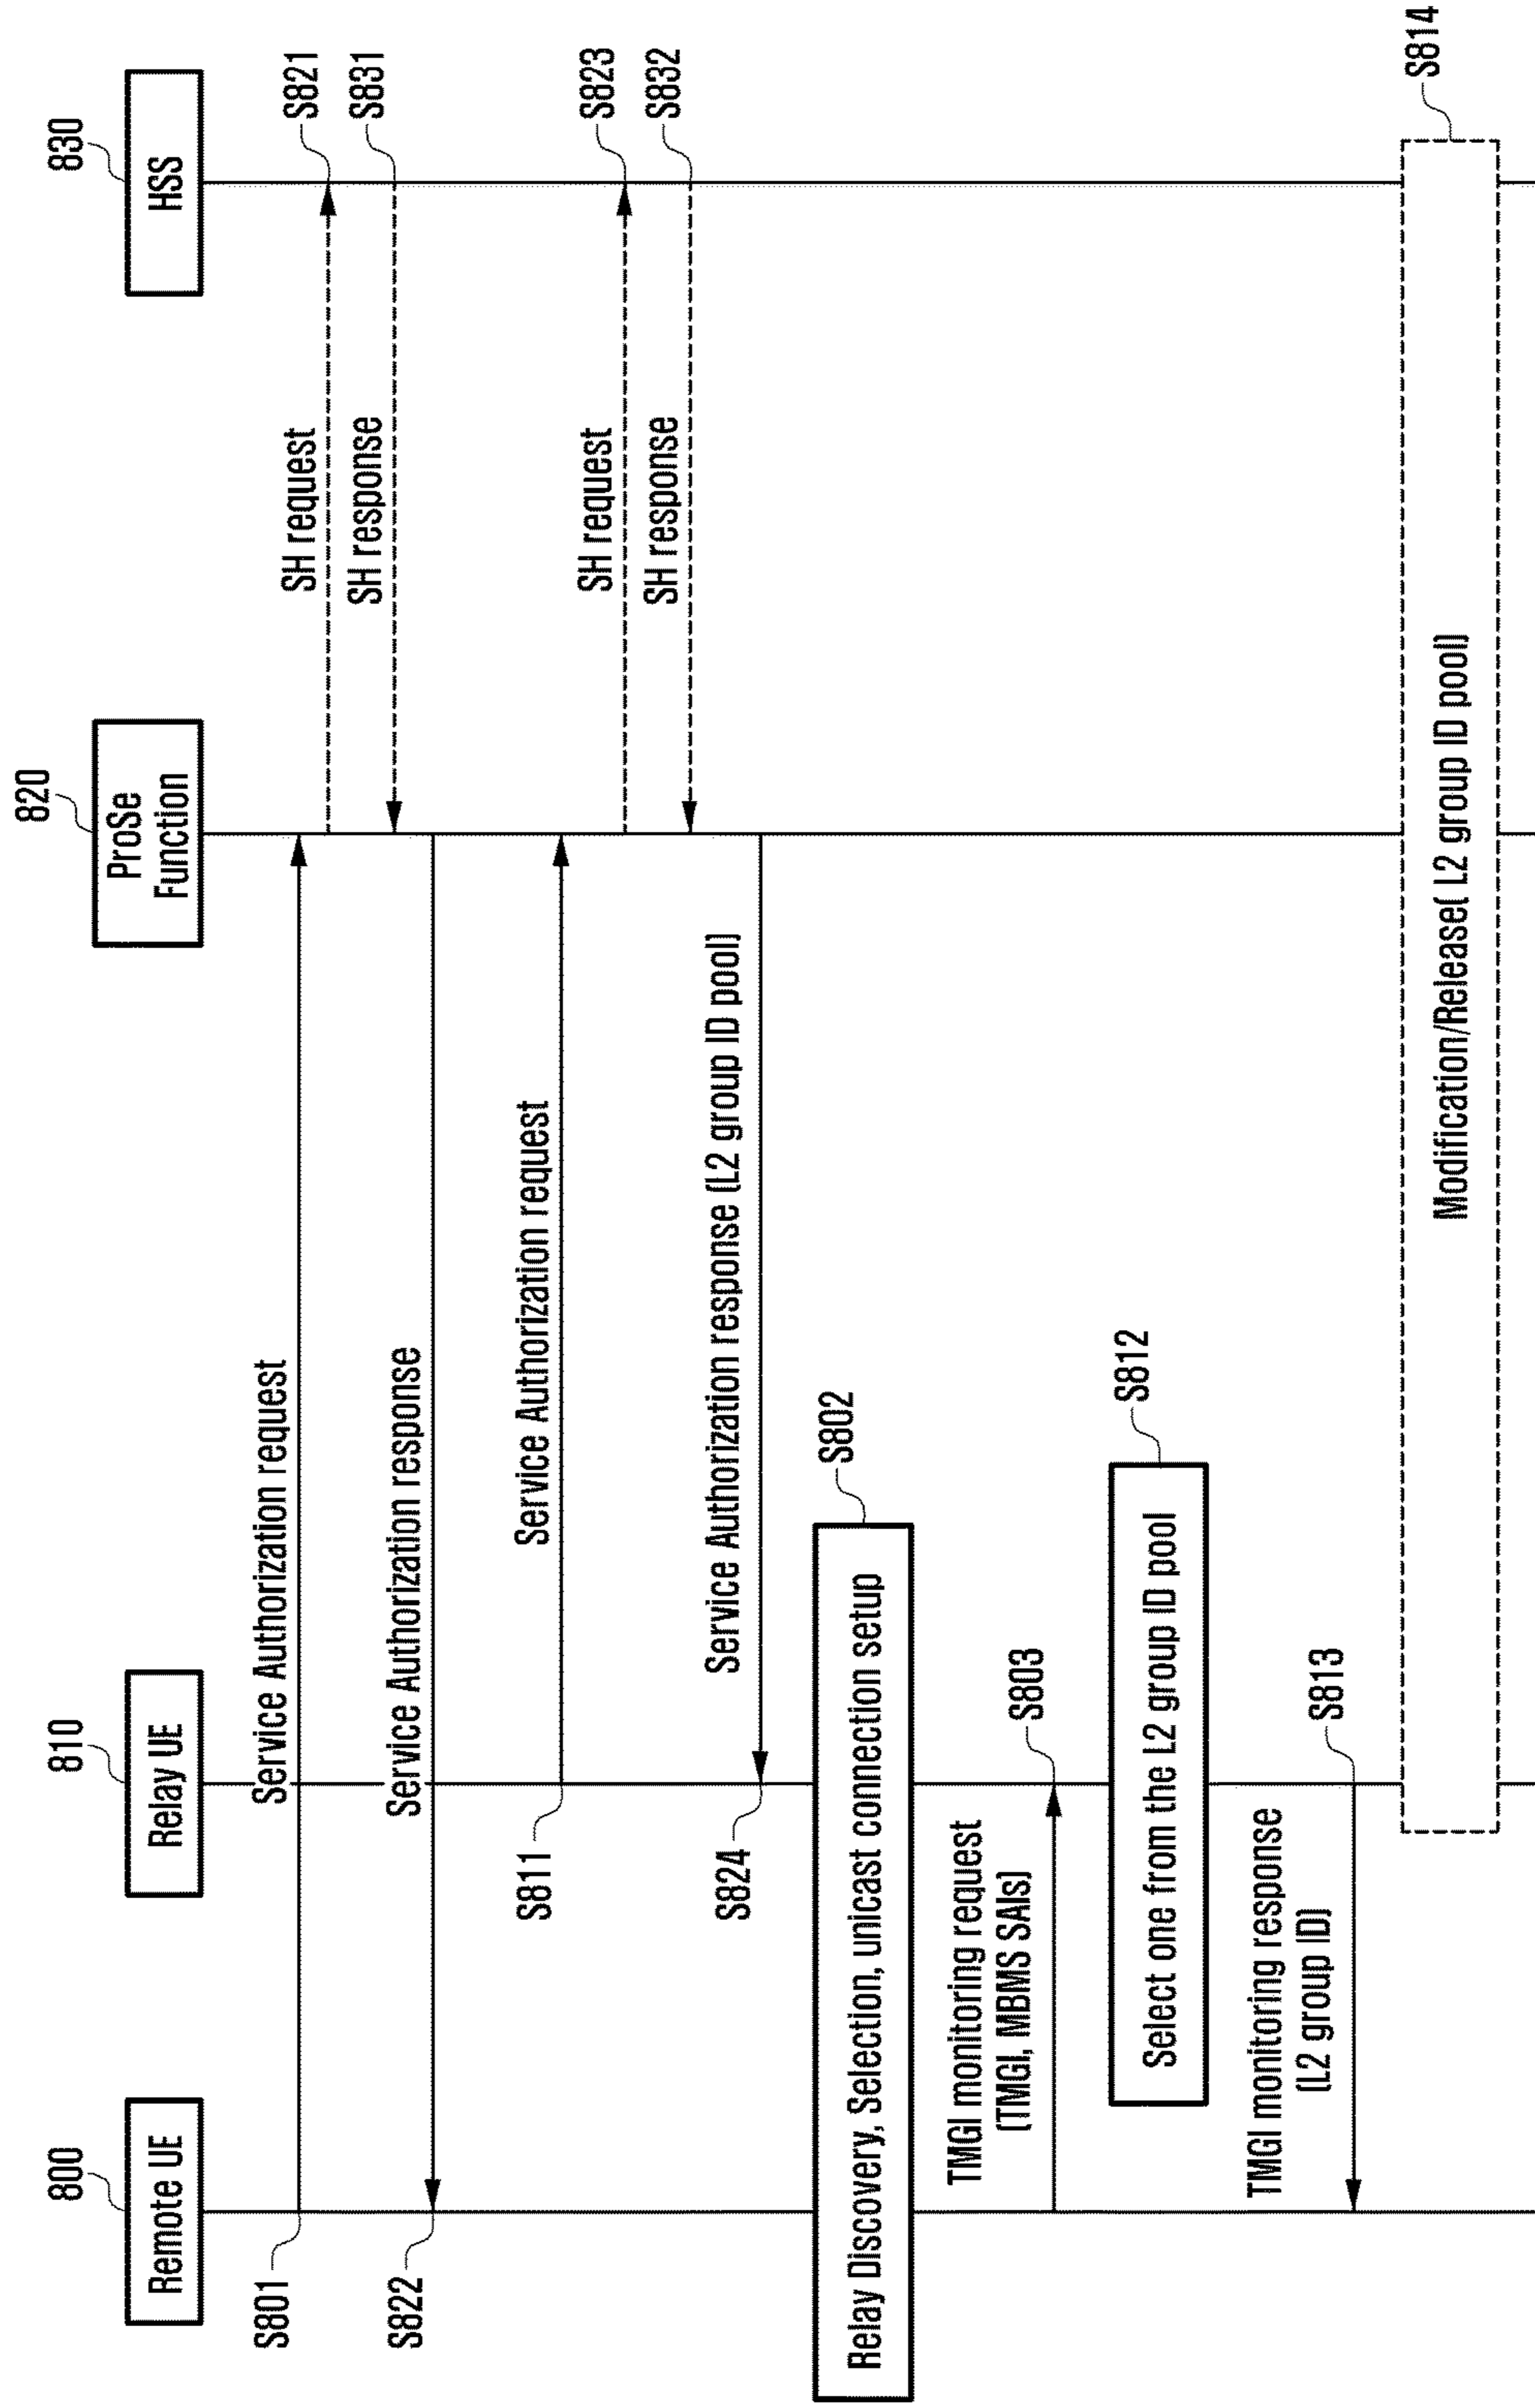 800
Remote UE
810
Relay UE
820
ProSe
Function
830
HSS
S801
Service Authorization request
SH request
S821
SH response
S831
S822
Service Authorization response
S811
Service Authorization request
SH request
S823
SH response
S832
S824
Service Authorization response (L2 group ID pool)
Relay Discovery, Selection, unicast connection setup
S802
TMGI monitoring request
(TMGI, MBMS SAIs)
S803
Select one from the L2 group ID pool
S812
TMGI monitoring response
(L2 group ID)
S813
Modification/Release( L2 group ID pool)
S814